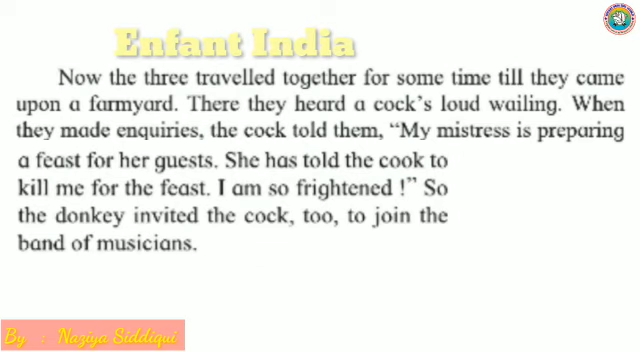 Enfant India
Now the three travelled together for some time till they came
upon a farmyard. There they heard a cock's loud wailing. When
they made enquiries, the cock told them, “My mistress is preparing
a feast for her guests. She has told the cook to
kill me for the feast. I am so frightened !” So
the donkey invited the cock, too, to join the
band of musicians.
By : Naziya Siddiqui